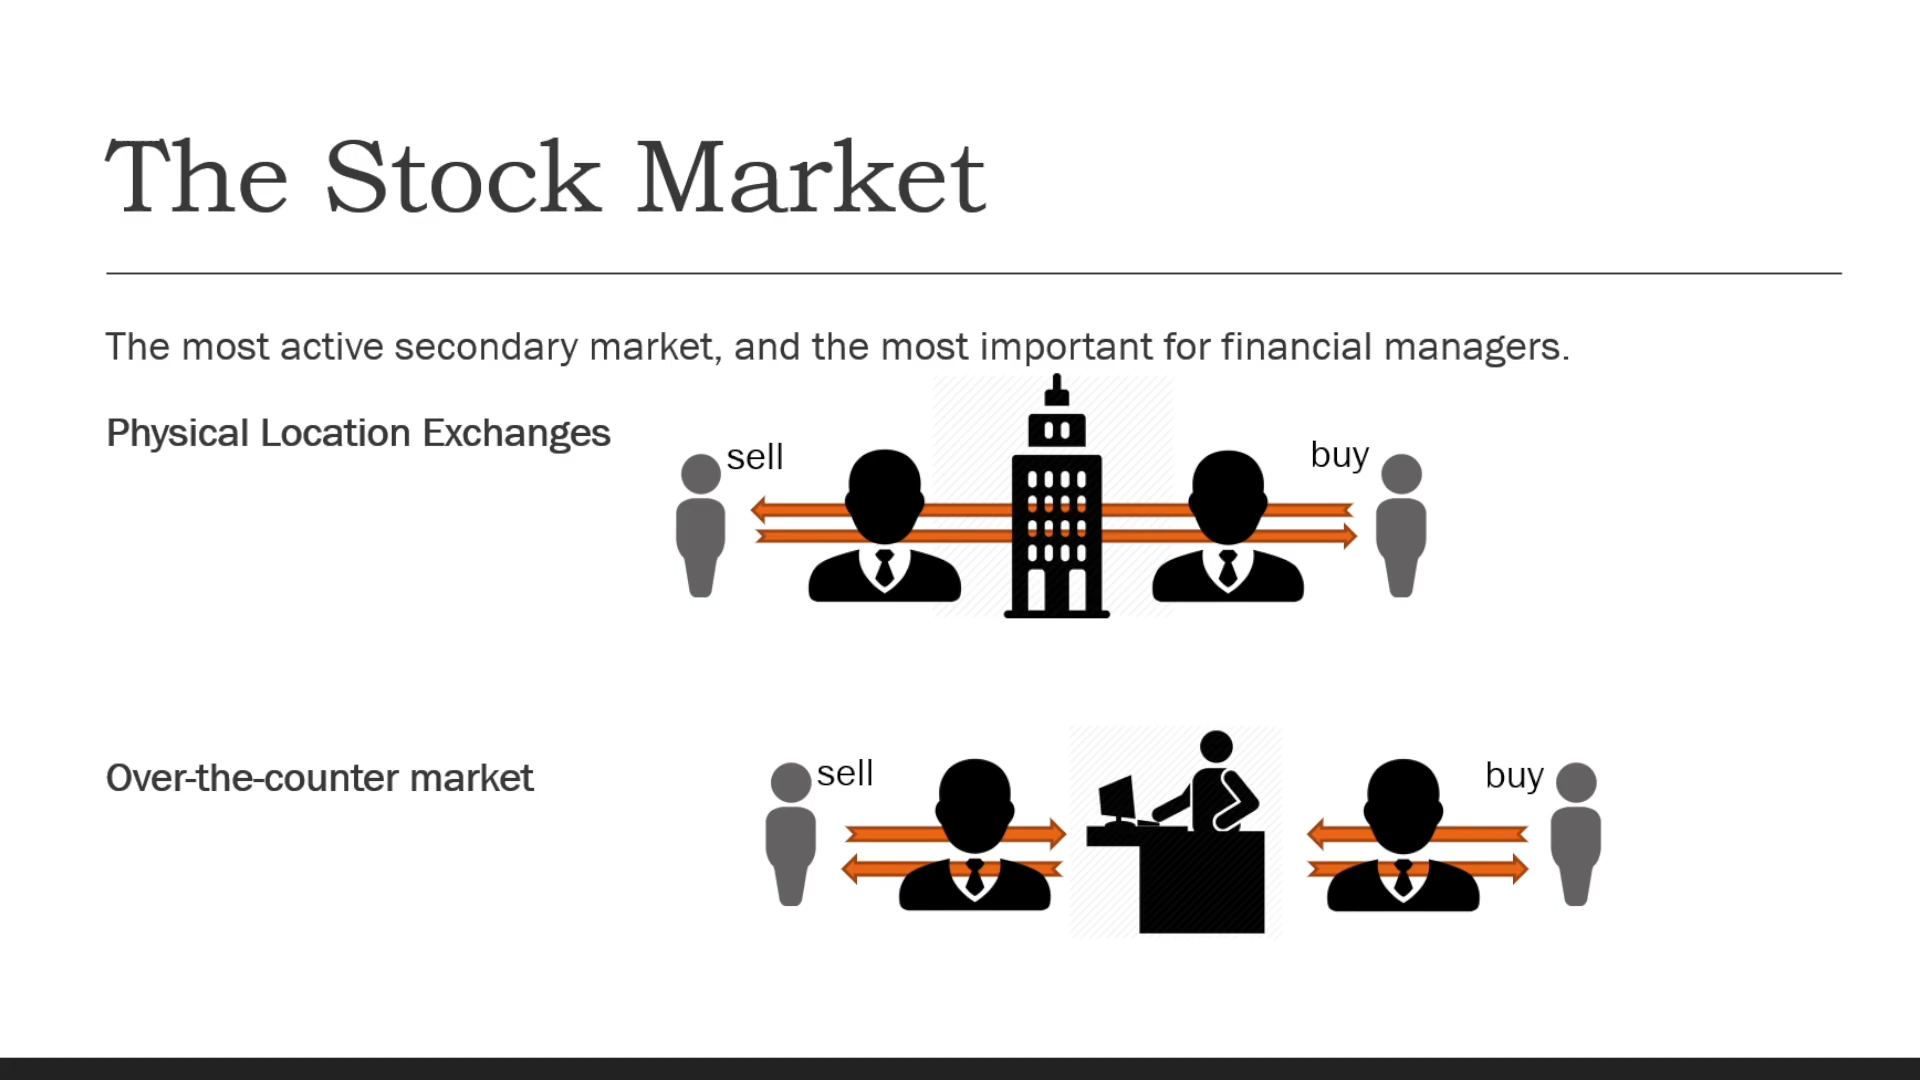 The Stock Market
The most active secondary market, and the most important for financial managers.
Physical Location Exchanges
sell
buy
Over-the-counter market
sell
buy